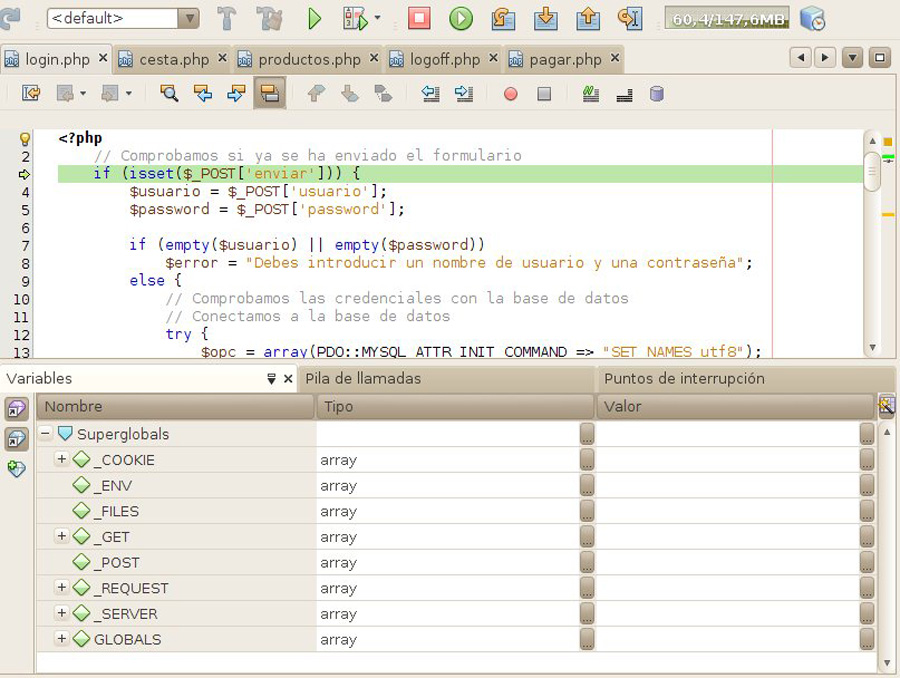 <default>
60,4/147,6MB
login.php cesta.php productos.php logoff.php pagar.php
<?php
2 // Comprobamos si ya se ha enviado el formulario
if (isset($_POST['enviar'])) {
4 $usuario = $_POST['usuario'];
5 $password = $_POST['password'];
6
7 if (empty($usuario) || empty($password))
8 $error = "Debes introducir un nombre de usuario y una contraseña";
9 else {
10 // Comprobamos las credenciales con la base de datos
11 // Conectamos a la base de datos
12 try {
13 $opc = array(PDO::MYSQL_ATTR_INIT_COMMAND => "SET NAMES utf8");
Variables Pila de llamadas Puntos de interrupción
Nombre Tipo Valor
Superglobals
_COOKIE array
_ENV array
_FILES array
_GET array
_POST array
_REQUEST array
_SERVER array
GLOBALS array